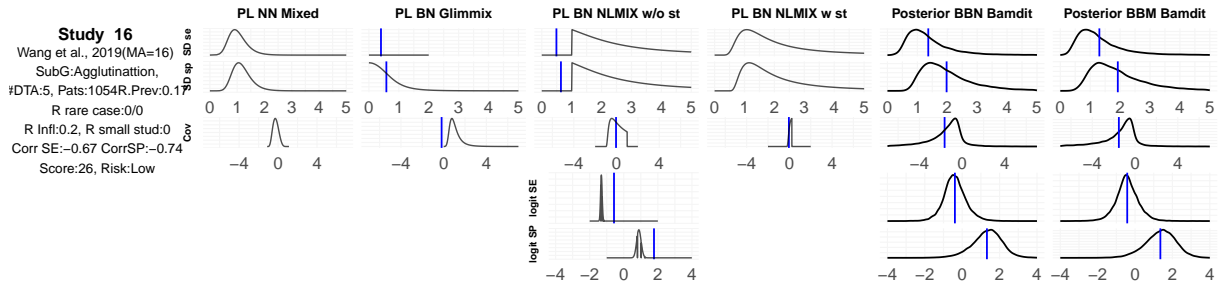 PL NN Mixed PL BN Glimmix PL BN NLMIX w/o st PL BN NLMIX w st Posterior BBN Bamdit Posterior BBM Bamdit
Study 16
Wang et al., 2019(MA=16)
SubG:Agglutinattion,
#DTA:5, Pats:1054R.Prev:0.17
R rare case:0/0
R Infl:0.2, R small stud:0
Corr SE:−0.67 CorrSP:−0.74
Score:26, Risk:Low
SD se
SD sp
0 1 2 3 4 5 0 1 2 3 4 5 0 1 2 3 4 5 0 1 2 3 4 5 0 1 2 3 4 5 0 1 2 3 4 5
Cov
−4 0 4 −4 0 4 −4 0 4 −4 0 4 −4 0 4 −4 0 4
logit SE
logit SP
−4 −2 0 2 4 −4 −2 0 2 4 −4 −2 0 2 4